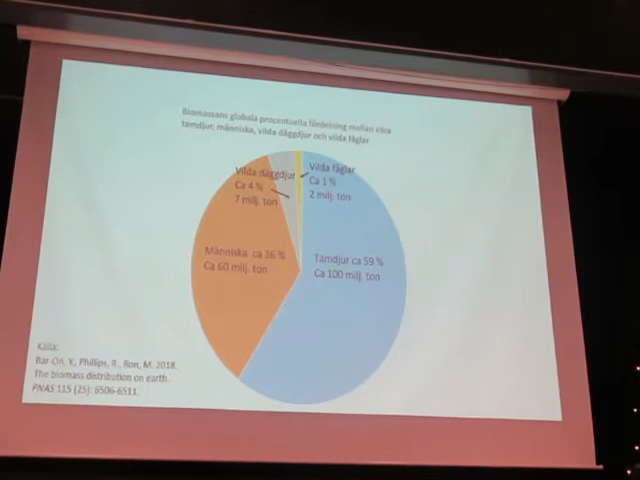 Biomassans globala procentuella fördelning mellan våra
tamdjur, människa, vilda däggdjur och vilda fåglar
Vilda däggdjur
Ca 4 %
7 milj. ton
Vilda fåglar
Ca 1 %
2 milj. ton
Människa ca 36 %
Ca 60 milj. ton
Tamdjur ca 59 %
Ca 100 milj. ton
Källa:
Bar-On, Y., Phillips, R., Ron, M. 2018.
The biomass distribution on earth.
PNAS 115 (25): 6506-6511.